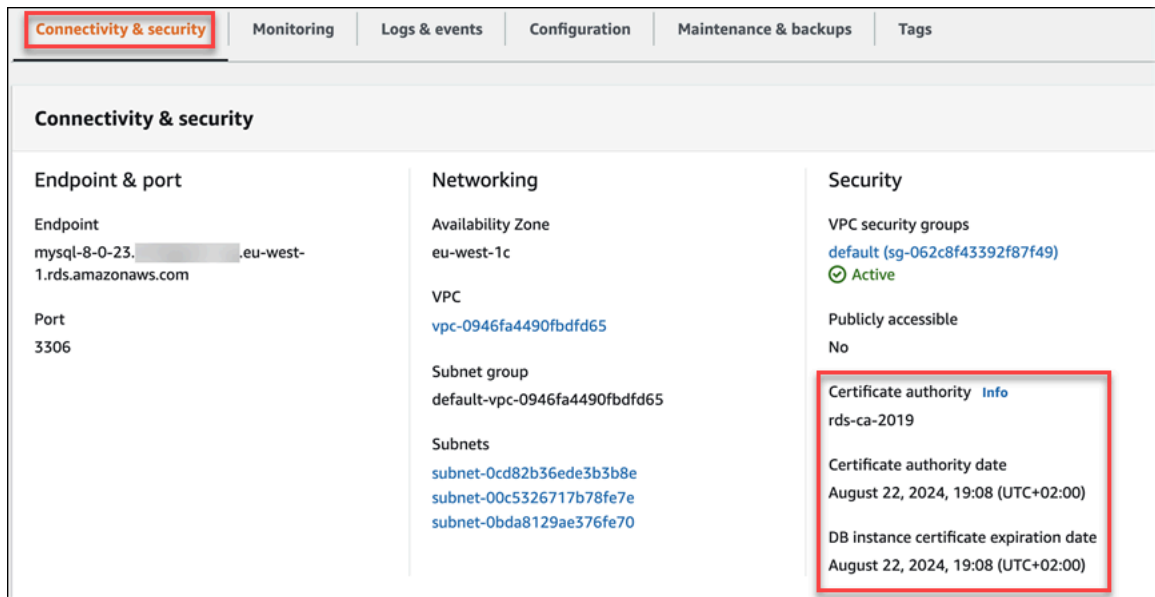 Connectivity & security
Monitoring
Logs & events
Configuration
Maintenance & backups
Tags
Connectivity & security
Endpoint & port
Endpoint
mysql-8-0-23. .eu-west-
1.rds.amazonaws.com
Port
3306
Networking
Availability Zone
eu-west-1c
VPC
vpc-0946fa4490fbdfd65
Subnet group
default-vpc-0946fa4490fbdfd65
Subnets
subnet-0cd82b36ede3b3b8e
subnet-00c5326717b78fe7e
subnet-0bda8129ae376fe70
Security
VPC security groups
default (sg-062c8f43392f87f49)
Active
Publicly accessible
No
Certificate authority Info
rds-ca-2019
Certificate authority date
August 22, 2024, 19:08 (UTC+02:00)
DB instance certificate expiration date
August 22, 2024, 19:08 (UTC+02:00)